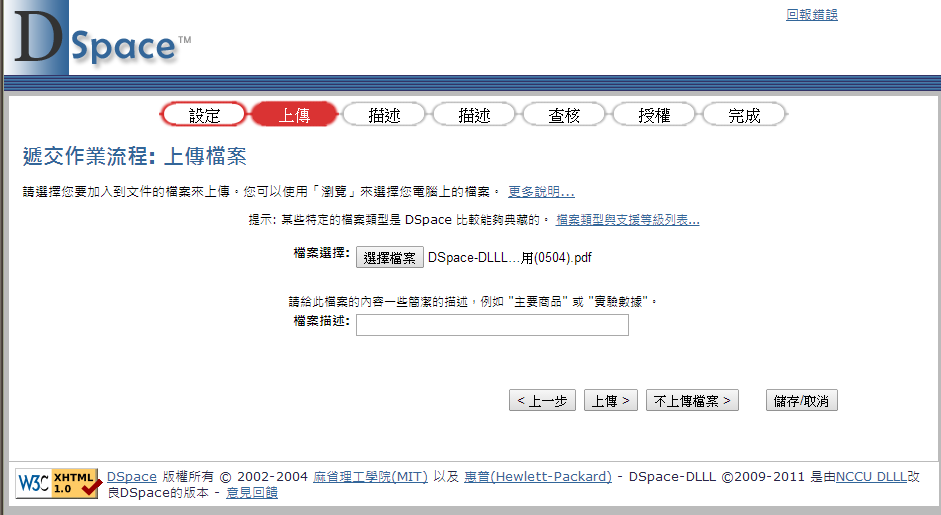 回報錯誤
DSpace™
設定 上傳 描述 描述 查核 授權 完成
遞交作業流程: 上傳檔案
請選擇您要加入到文件的檔案來上傳。您可以使用「瀏覽」來選擇您電腦上的檔案。 更多說明...
提示: 某些特定的檔案類型是 DSpace 比較能夠典藏的。 檔案類型與支援等級列表...
檔案選擇: 選擇檔案 DSpace-DLLL...用(0504).pdf
請給此檔案的內容一些簡潔的描述，例如 "主要商品" 或 "實驗數據"。
檔案描述:
< 上一步 上傳 > 不上傳檔案 > 儲存/取消
W3C XHTML 1.0 DSpace 版權所有 © 2002-2004 麻省理工學院(MIT) 以及 惠普(Hewlett-Packard) - DSpace-DLLL ©2009-2011 是由NCCU DLLL改
良DSpace的版本 - 意見回饋